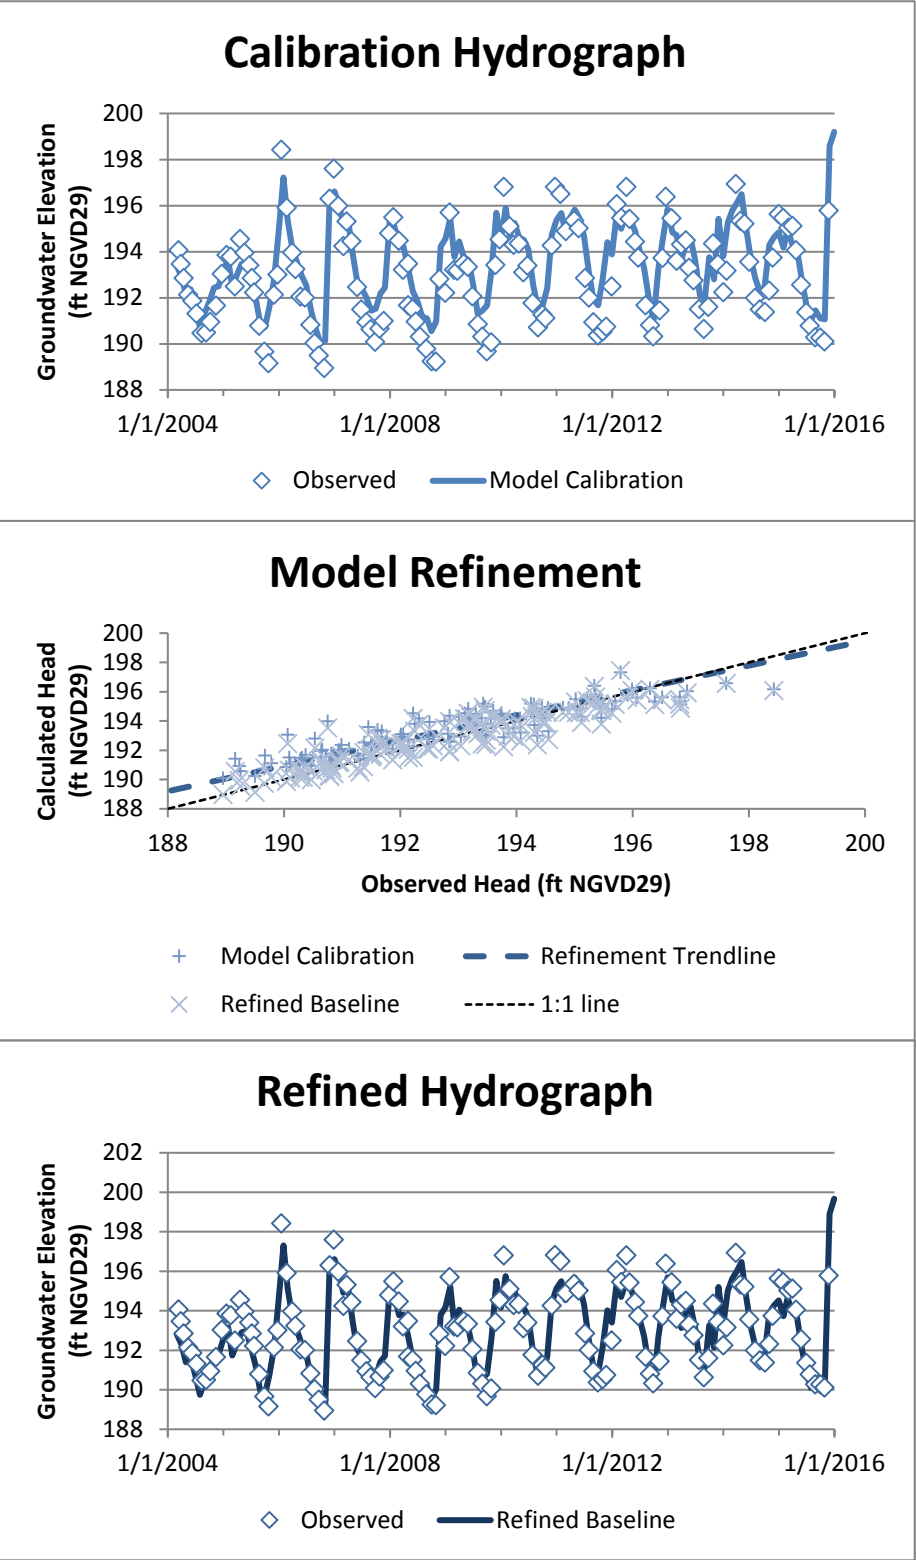 Calibration Hydrograph
Groundwater Elevation
(ft NGVD29)
200
198
196
194
192
190
188
1/1/2004 1/1/2008 1/1/2012 1/1/2016
Observed Model Calibration
Model Refinement
Calculated Head
(ft NGVD29)
200
198
196
194
192
190
188
188 190 192 194 196 198 200
Observed Head (ft NGVD29)
Model Calibration Refinement Trendline
Refined Baseline 1:1 line
Refined Hydrograph
Groundwater Elevation
(ft NGVD29)
202
200
198
196
194
192
190
188
1/1/2004 1/1/2008 1/1/2012 1/1/2016
Observed Refined Baseline